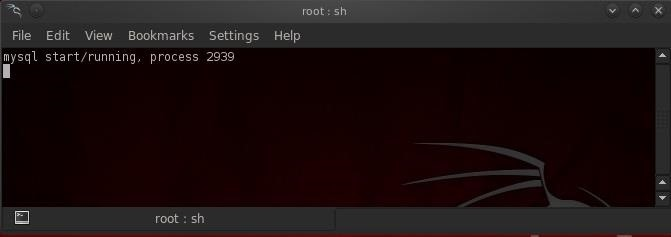 root : sh
File Edit View Bookmarks Settings Help
mysql start/running, process 2939
root : sh